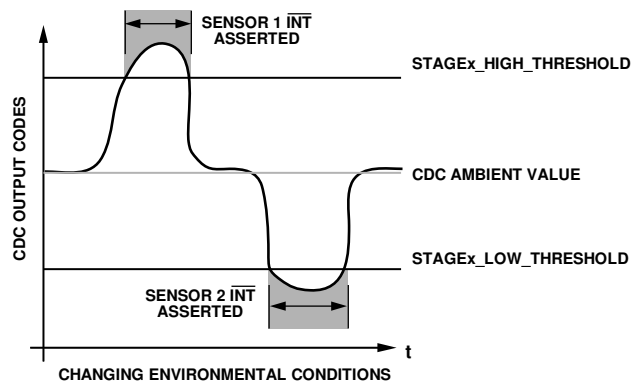 SENSOR 1 INT
ASSERTED
STAGEx_HIGH_THRESHOLD
CDC OUTPUT CODES
CDC AMBIENT VALUE
STAGEx_LOW_THRESHOLD
SENSOR 2 INT
ASSERTED
t
CHANGING ENVIRONMENTAL CONDITIONS